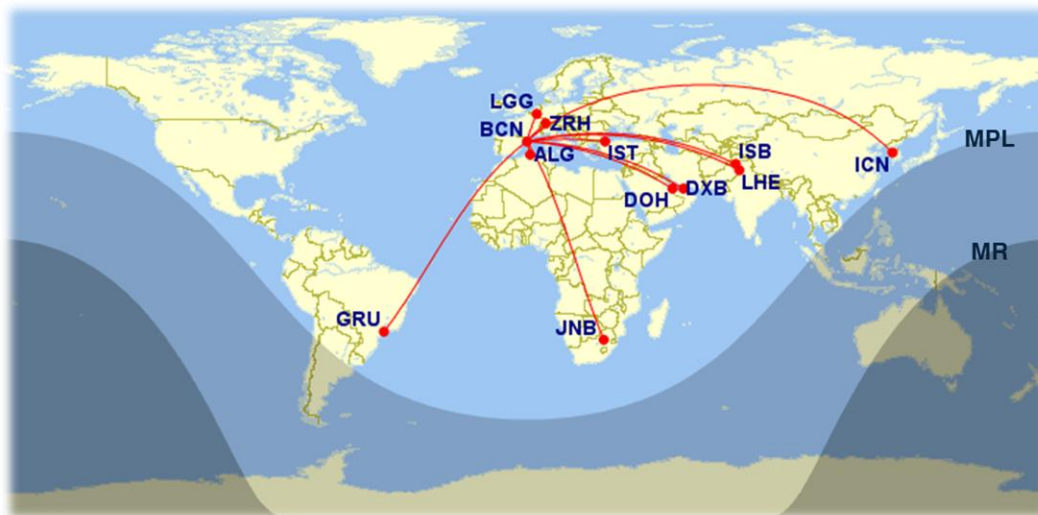 LGG
ZRH
BCN
MPL
ALG
IST
ISB
ICN
LHE
DOH
DXB
MR
GRU
JNB